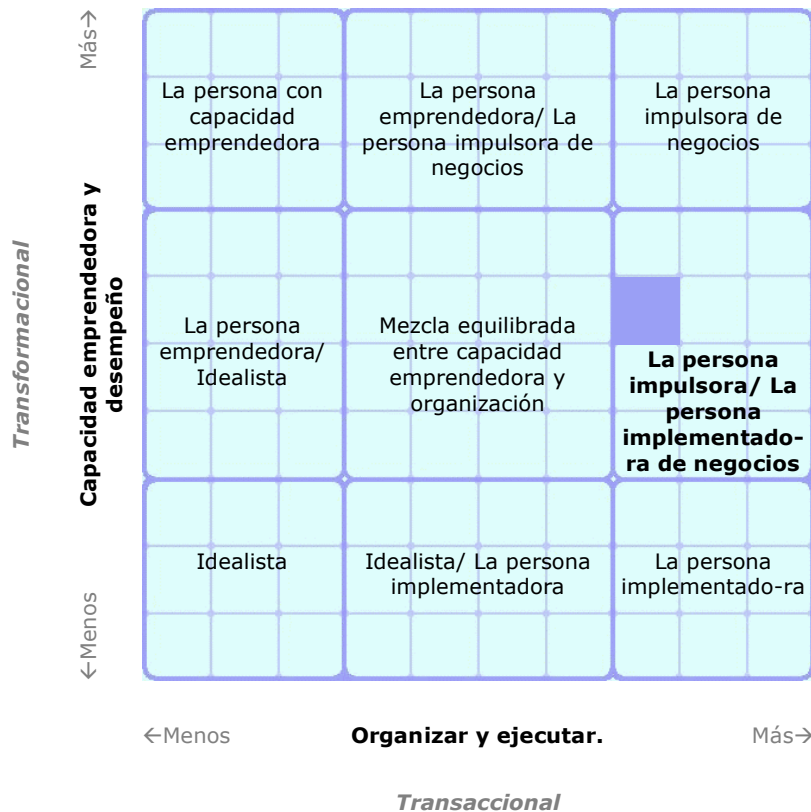 Más→
La persona con
capacidad
emprendedora
La persona
emprendedora/ La
persona impulsora de
negocios
La persona
impulsora de
negocios
Transformacional
Capacidad emprendedora y
desempeño
La persona
emprendedora/
Idealista
Mezcla equilibrada
entre capacidad
emprendedora y
organización
La persona
impulsora/ La
persona
implementado-
ra de negocios
Idealista
Idealista/ La persona
implementadora
La persona
implementado-ra
←Menos
←Menos
Organizar y ejecutar.
Más→
Transaccional